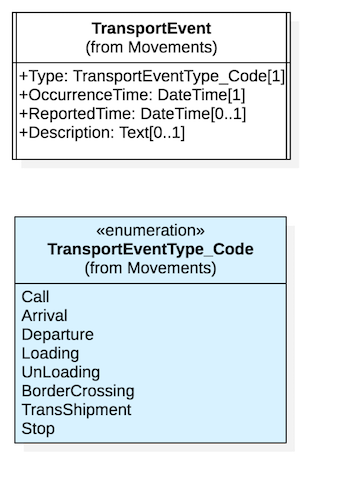 TransportEvent
(from Movements)
+Type: TransportEventType_Code[1]
+OccurrenceTime: DateTime[1]
+ReportedTime: DateTime[0..1]
+Description: Text[0..1]
«enumeration»
TransportEventType_Code
(from Movements)
Call
Arrival
Departure
Loading
UnLoading
BorderCrossing
TransShipment
Stop